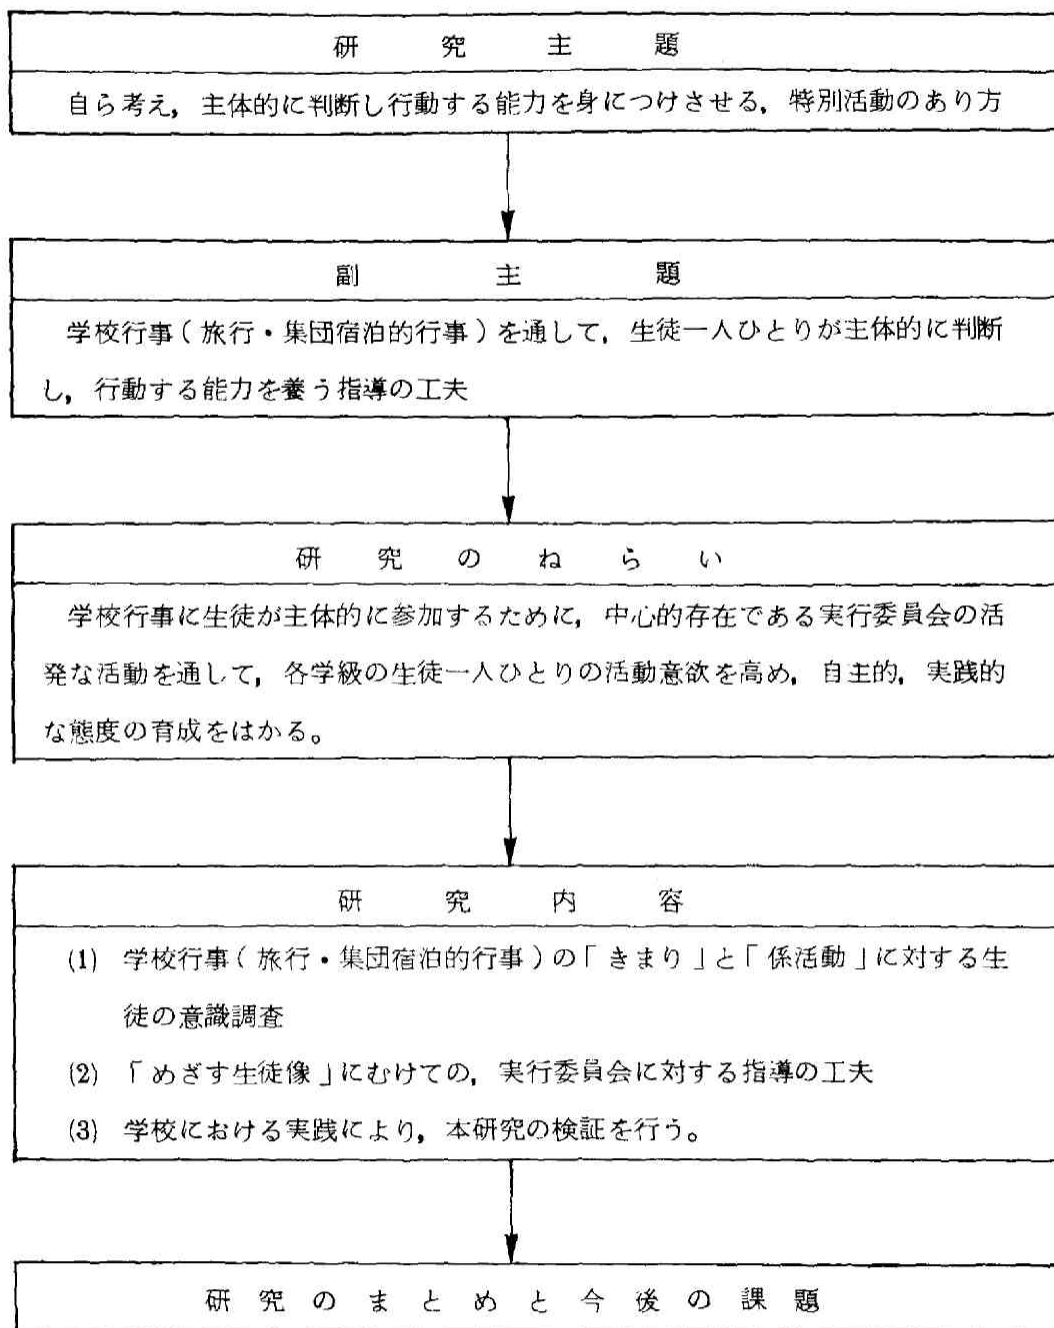 研究主題
自ら考え，主体的に判断し行動する能力を身につけさせる，特別活動のあり方
副主題
学校行事（旅行・集団宿泊的行事）を通して，生徒一人ひとりが主体的に判断
し，行動する能力を養う指導の工夫
研究のねらい
学校行事に生徒が主体的に参加するために，中心的存在である実行委員会の活
発な活動を通して，各学級の生徒一人ひとりの活動意欲を高め，自主的，実践的
な態度の育成をはかる。
研究内容
(1) 学校行事（旅行・集団宿泊的行事）の「きまり」と「係活動」に対する生
徒の意識調査
(2) 「めざす生徒像」にむけての，実行委員会に対する指導の工夫
(3) 学校における実践により，本研究の検証を行う。
研究のまとめと今後の課題